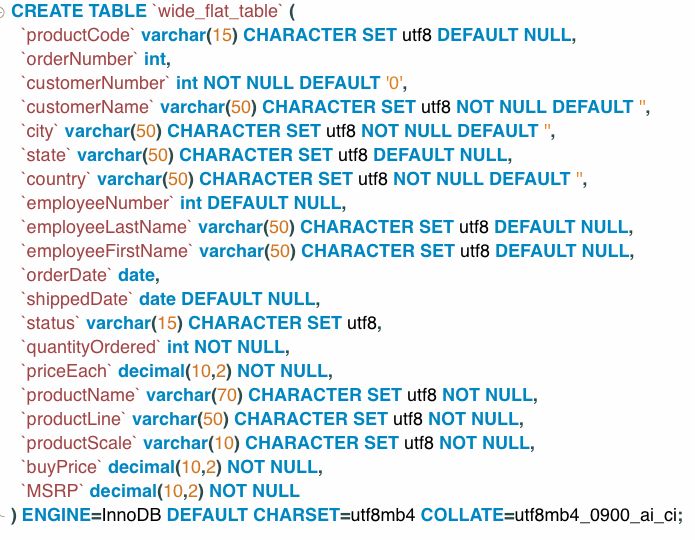 CREATE TABLE `wide_flat_table` (
`productCode` varchar(15) CHARACTER SET utf8 DEFAULT NULL,
`orderNumber` int,
`customerNumber` int NOT NULL DEFAULT '0',
`customerName` varchar(50) CHARACTER SET utf8 NOT NULL DEFAULT '',
`city` varchar(50) CHARACTER SET utf8 NOT NULL DEFAULT '',
`state` varchar(50) CHARACTER SET utf8 DEFAULT NULL,
`country` varchar(50) CHARACTER SET utf8 NOT NULL DEFAULT '',
`employeeNumber` int DEFAULT NULL,
`employeeLastName` varchar(50) CHARACTER SET utf8 DEFAULT NULL,
`employeeFirstName` varchar(50) CHARACTER SET utf8 DEFAULT NULL,
`orderDate` date,
`shippedDate` date DEFAULT NULL,
`status` varchar(15) CHARACTER SET utf8,
`quantityOrdered` int NOT NULL,
`priceEach` decimal(10,2) NOT NULL,
`productName` varchar(70) CHARACTER SET utf8 NOT NULL,
`productLine` varchar(50) CHARACTER SET utf8 NOT NULL,
`productScale` varchar(10) CHARACTER SET utf8 NOT NULL,
`buyPrice` decimal(10,2) NOT NULL,
`MSRP` decimal(10,2) NOT NULL
) ENGINE=InnoDB DEFAULT CHARSET=utf8mb4 COLLATE=utf8mb4_0900_ai_ci;